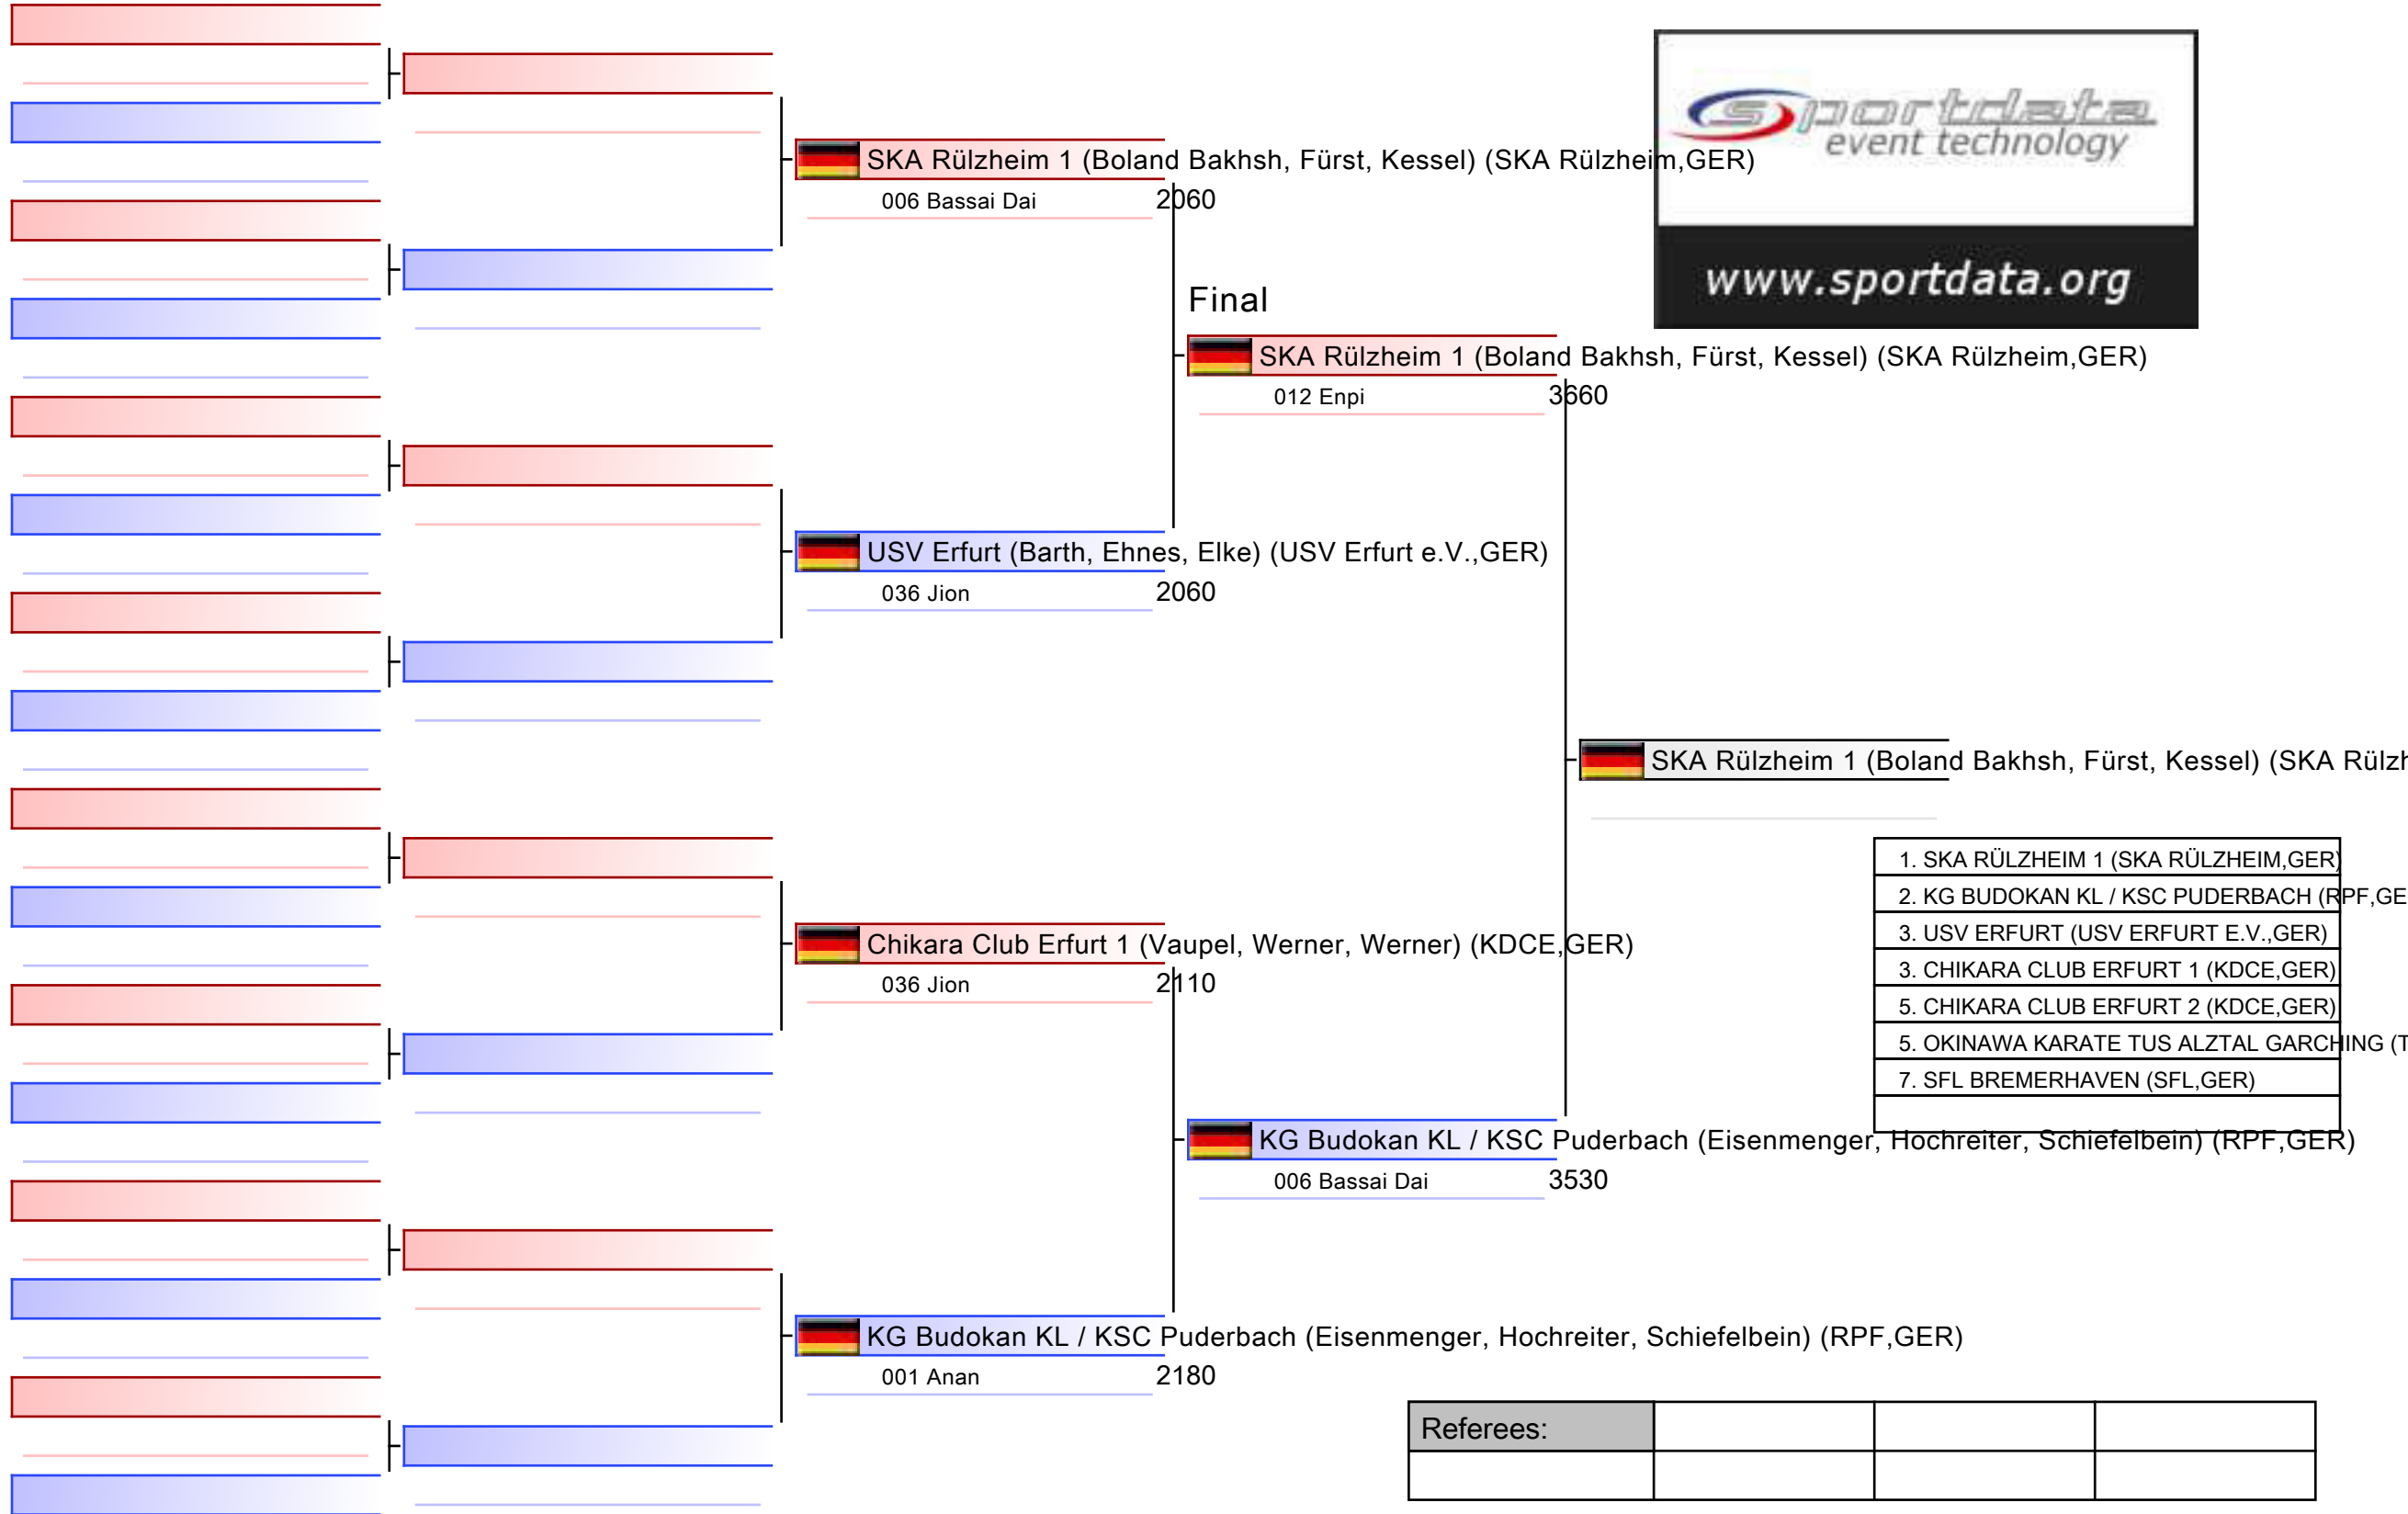 sportdata
event technology
www.sportdata.org
SKA Rülzheim 1 (Boland Bakhsh, Fürst, Kessel) (SKA Rülzheim,GER)
006 Bassai Dai 2060
Final
SKA Rülzheim 1 (Boland Bakhsh, Fürst, Kessel) (SKA Rülzheim,GER)
012 Enpi 3660
USV Erfurt (Barth, Ehnes, Elke) (USV Erfurt e.V.,GER)
036 Jion 2060
SKA Rülzheim 1 (Boland Bakhsh, Fürst, Kessel) (SKA Rülzh
1. SKA RÜLZHEIM 1 (SKA RÜLZHEIM,GER)
2. KG BUDOKAN KL / KSC PUDERBACH (RPF,GE
3. USV ERFURT (USV ERFURT E.V.,GER)
3. CHIKARA CLUB ERFURT 1 (KDCE,GER)
5. CHIKARA CLUB ERFURT 2 (KDCE,GER)
5. OKINAWA KARATE TUS ALZTAL GARCHING (T
7. SFL BREMERHAVEN (SFL,GER)
Chikara Club Erfurt 1 (Vaupel, Werner, Werner) (KDCE,GER)
036 Jion 2110
KG Budokan KL / KSC Puderbach (Eisenmenger, Hochreiter, Schiefelbein) (RPF,GER)
006 Bassai Dai 3530
KG Budokan KL / KSC Puderbach (Eisenmenger, Hochreiter, Schiefelbein) (RPF,GER)
001 Anan 2180
Referees: